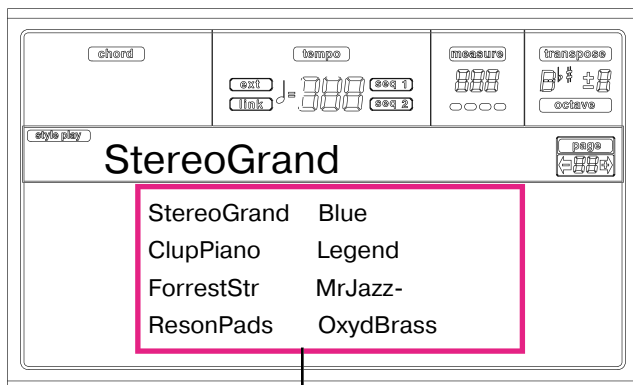 chord tempo measure transpose
ext seq 1
link seq 2
octave
style play
page
StereoGrand
StereoGrand Blue
ClupPiano Legend
ForrestStr MrJazz-
ResonPads OxydBrass